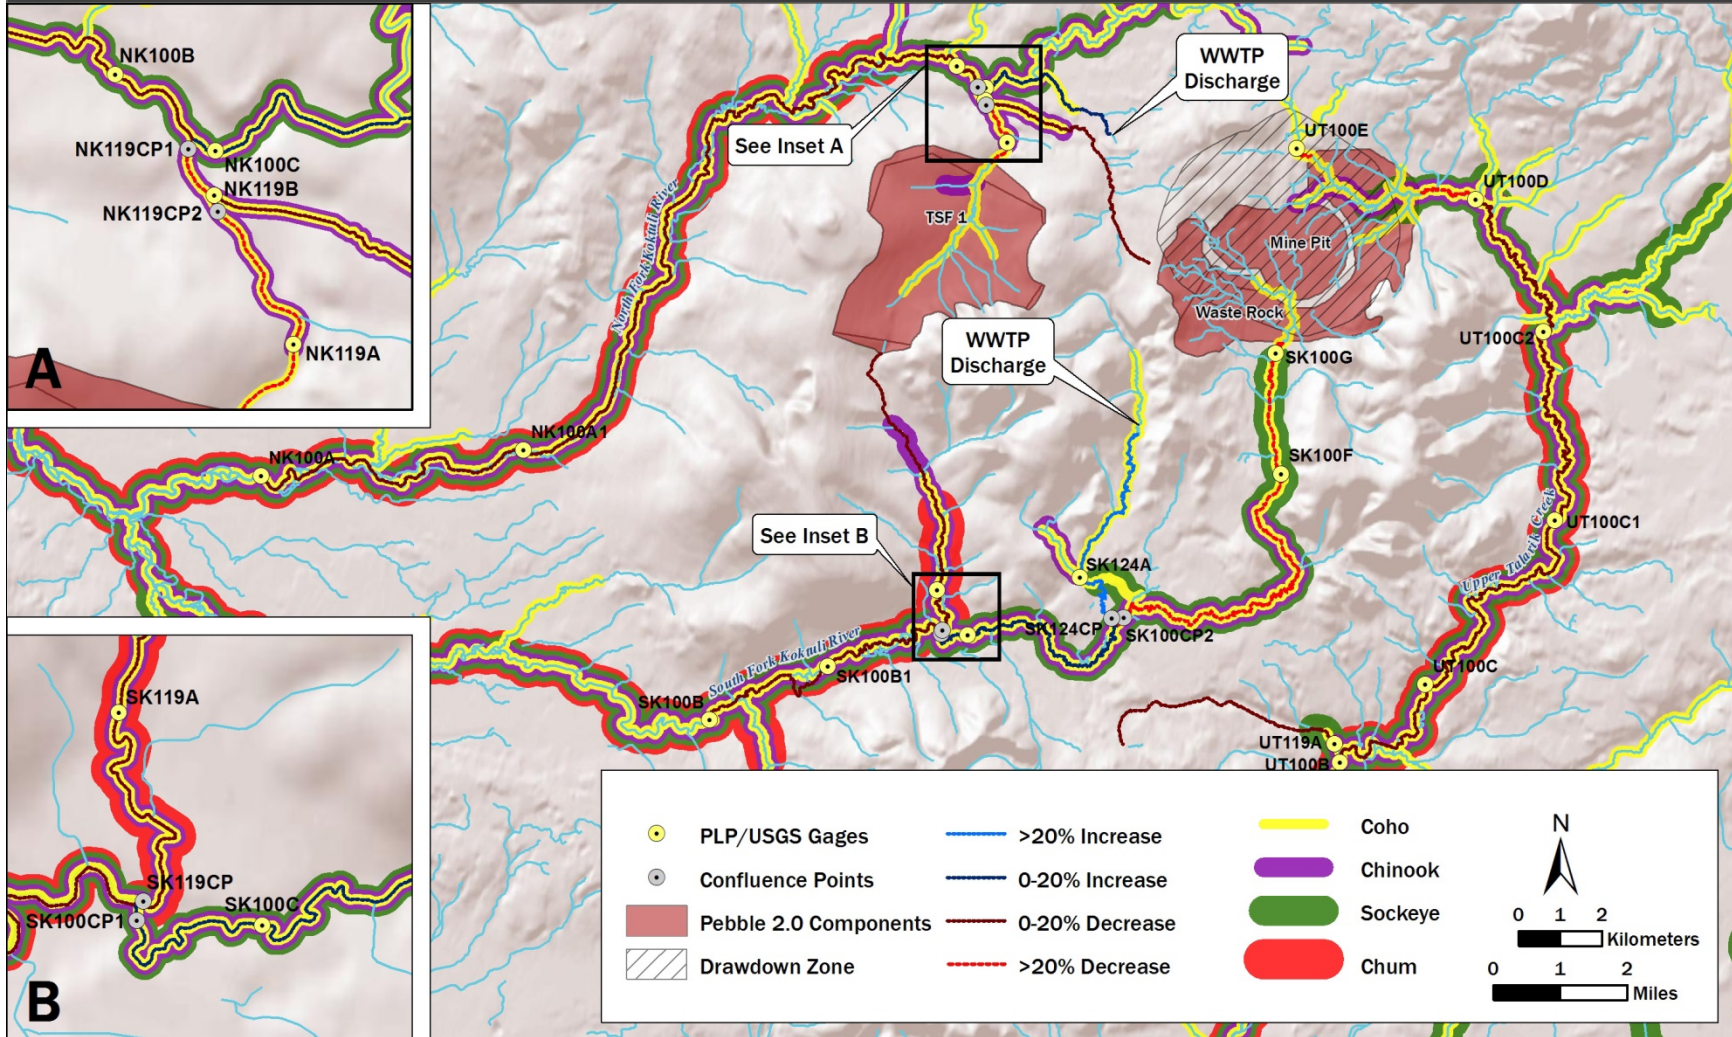 NK100B
NK119CP1
NK100C
NK119B
NK119CP2
NK119A
A
WWTP
Discharge
See Inset A
UT100E
UT100D
TSF 1
Mine Pit
Waste Rock
UT100C2
SK100G
WWTP
Discharge
North Fork Koktuli River
NK100A1
NK100A
SK100F
UT100C1
See Inset B
SK124A
Upper Talarik Creek
SK124CP
SK100CP2
South Fork Koktuli River
SK100B1
SK100B
UT100C
UT119A
UT100B
SK119A
SK119CP
SK100C
SK100CP1
B
PLP/USGS Gages
Confluence Points
Pebble 2.0 Components
Drawdown Zone
>20% Increase
0-20% Increase
0-20% Decrease
>20% Decrease
Coho
Chinook
Sockeye
Chum
N
0 1 2
Kilometers
0 1 2
Miles